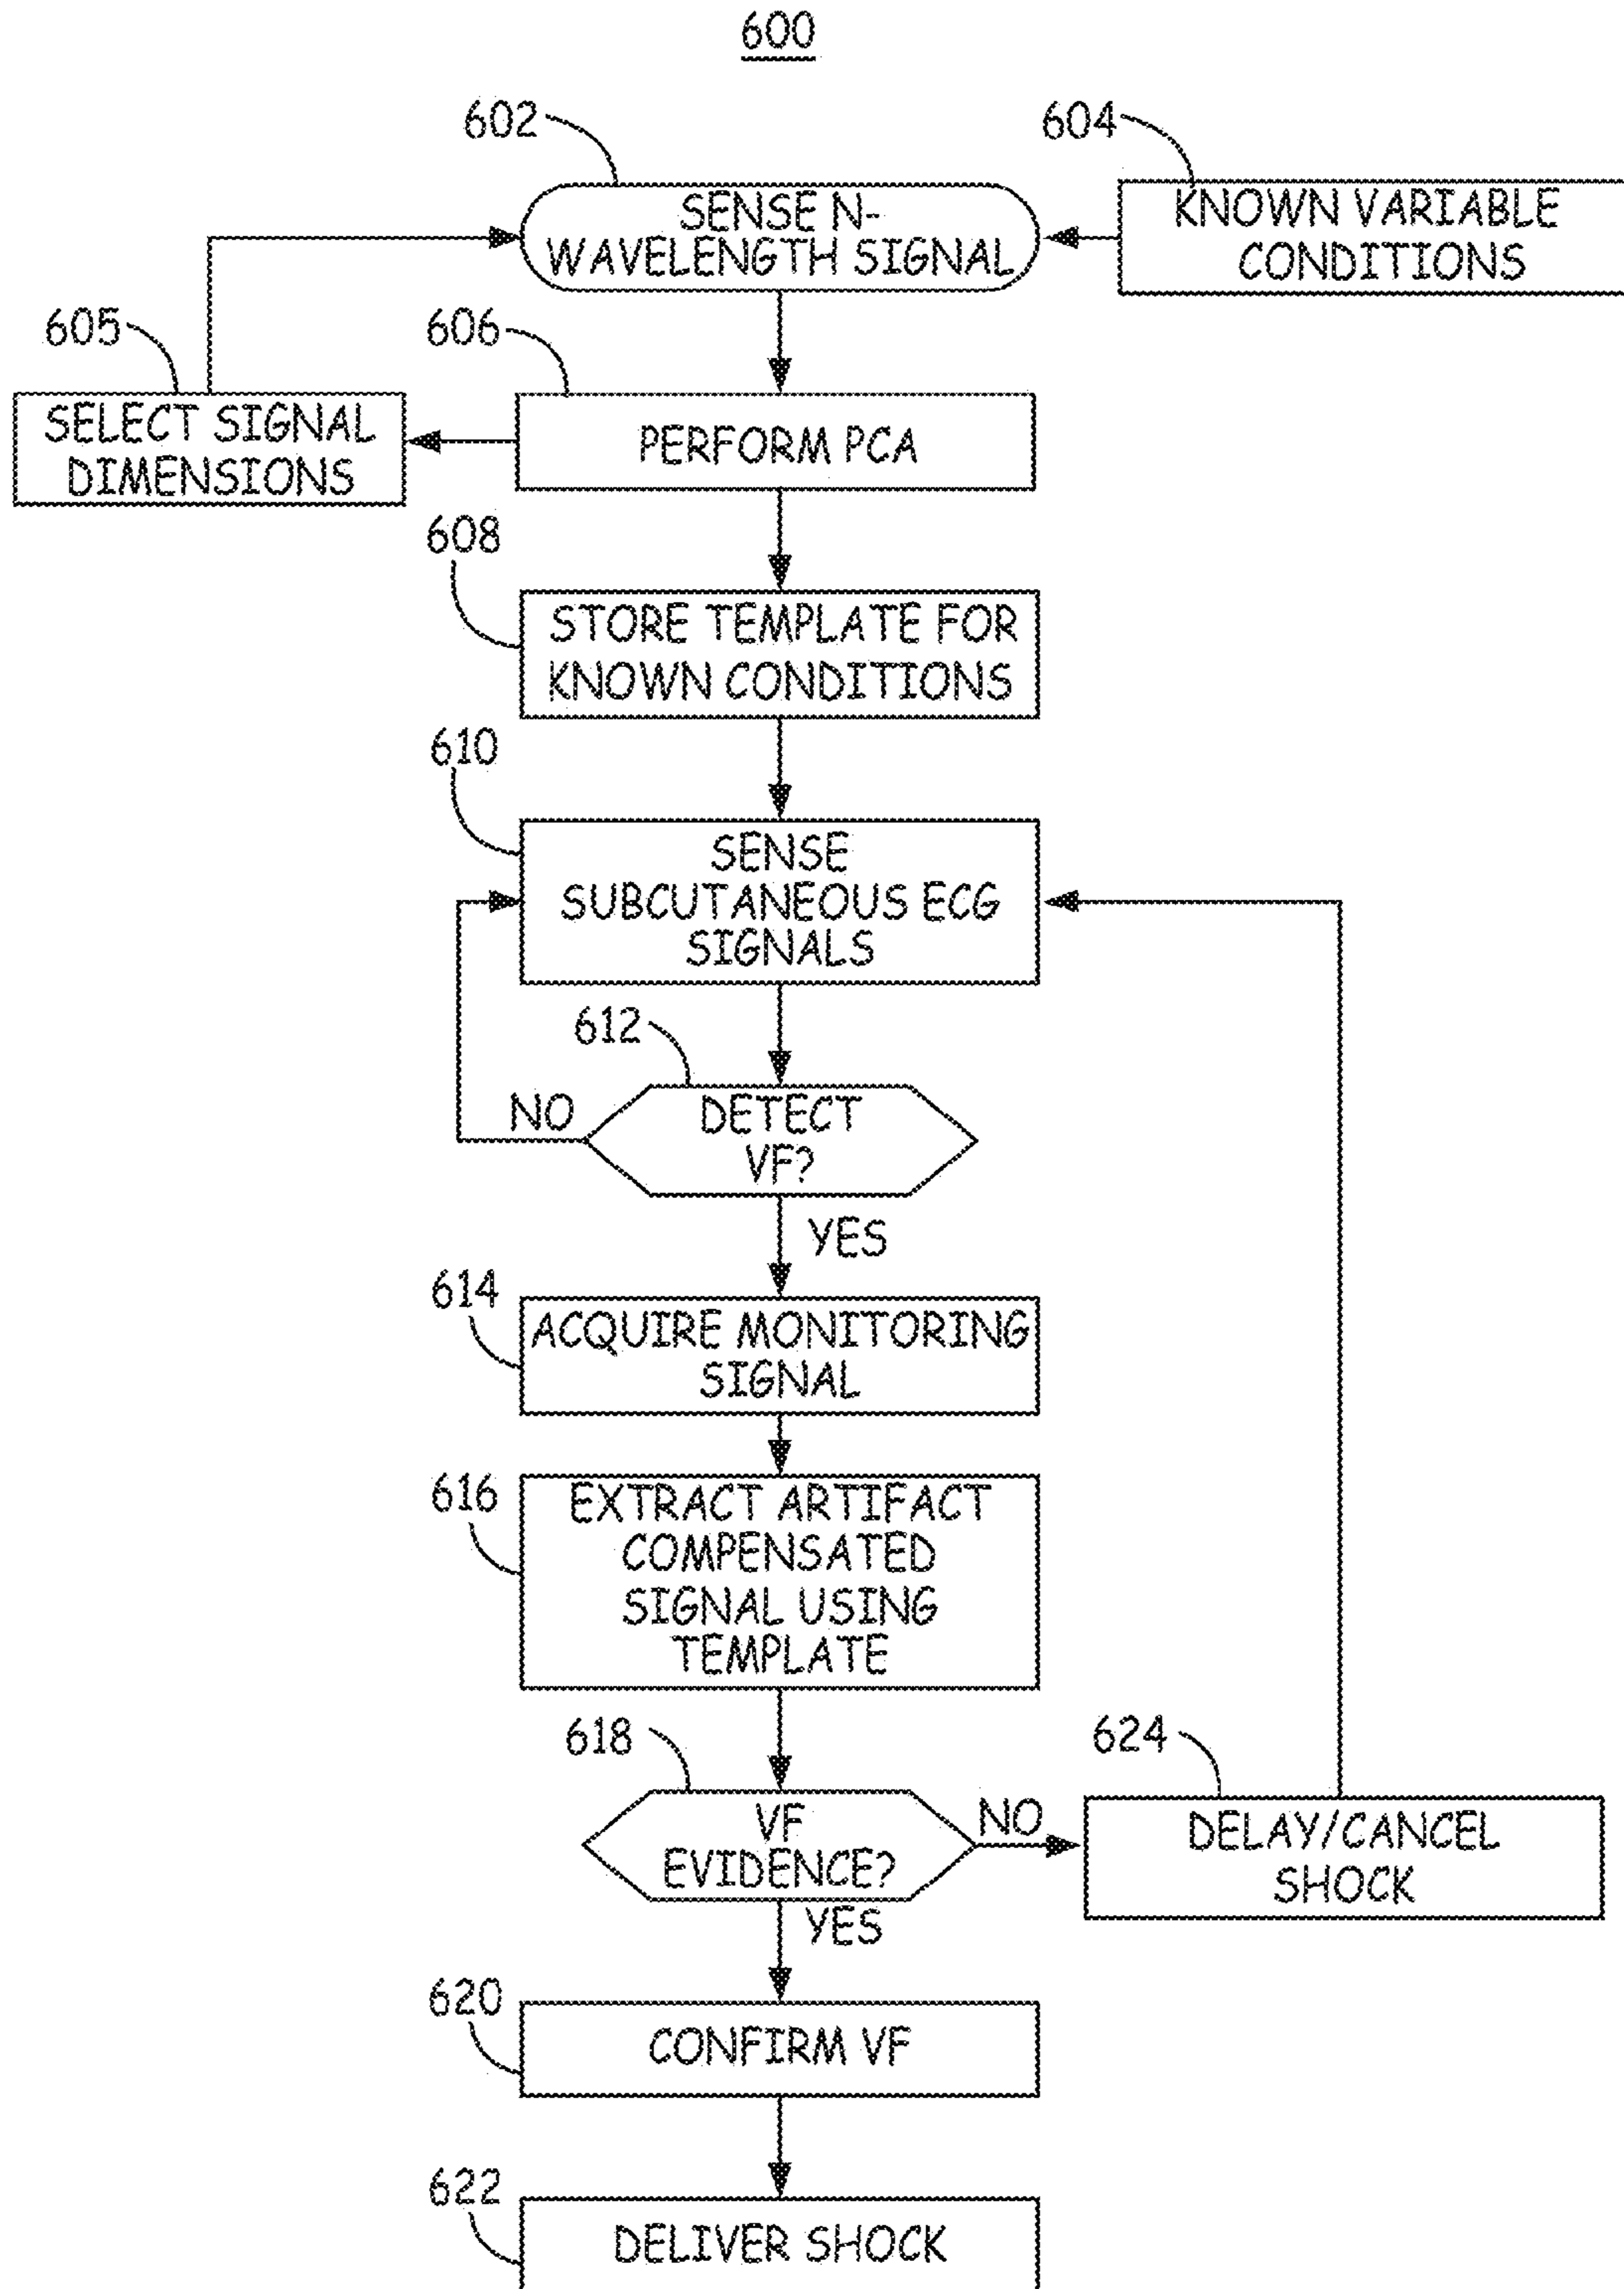 600
602
604
SENSE N-
WAVELENGTH SIGNAL
KNOWN VARIABLE
CONDITIONS
605
606
SELECT SIGNAL
DIMENSIONS
PERFORM PCA
608
STORE TEMPLATE FOR
KNOWN CONDITIONS
610
SENSE
SUBCUTANEOUS ECG
SIGNALS
612
NO
DETECT
VF?
YES
614
ACQUIRE MONITORING
SIGNAL
616
EXTRACT ARTIFACT
COMPENSATED
SIGNAL USING
TEMPLATE
618
624
VF
EVIDENCE?
NO
DELAY/CANCEL
SHOCK
YES
620
CONFIRM VF
622
DELIVER SHOCK